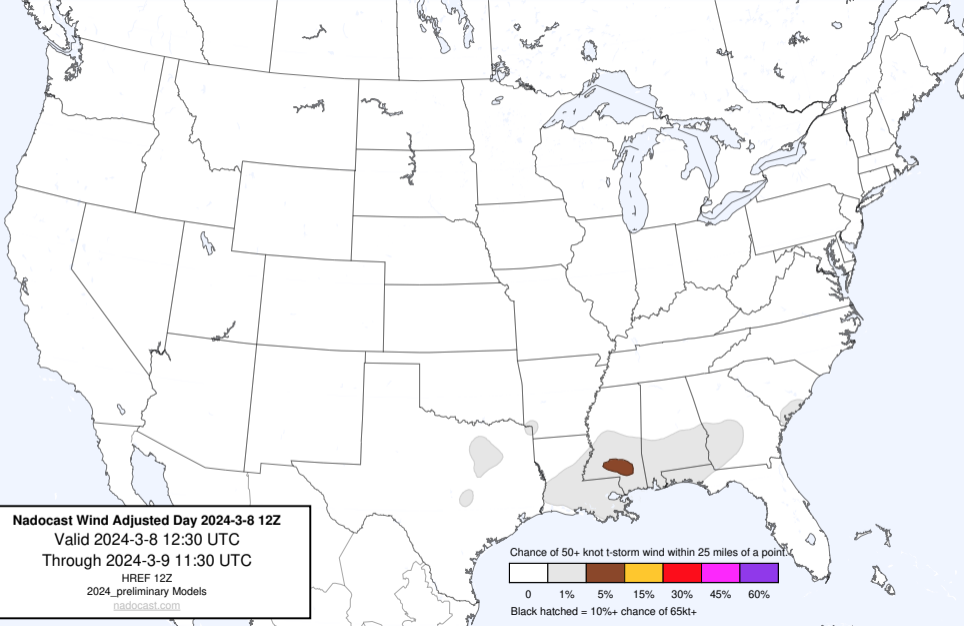 Nadocast Wind Adjusted Day 2024-3-8 12Z
Valid 2024-3-8 12:30 UTC
Through 2024-3-9 11:30 UTC
HREF 12Z
2024_preliminary Models
nadocast.com
Chance of 50+ knot t-storm wind within 25 miles of a point.
0 1% 5% 15% 30% 45% 60%
Black hatched = 10%+ chance of 65kt+